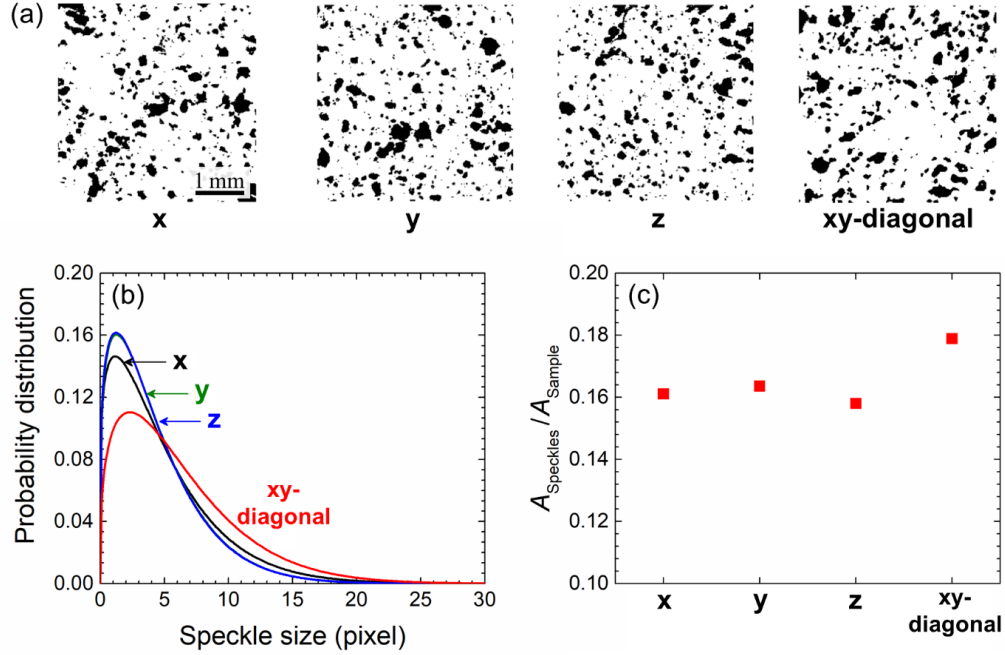 (a)
1 mm
x
y
z
xy-diagonal
(b)
Probability distribution
0.20
0.16
0.12
0.08
0.04
0.00
x
y
z
xy-
diagonal
0
5
10
15
20
25
30
Speckle size (pixel)
(c)
A_Speckles / A_Sample
0.20
0.18
0.16
0.14
0.12
0.10
x
y
z
xy-
diagonal